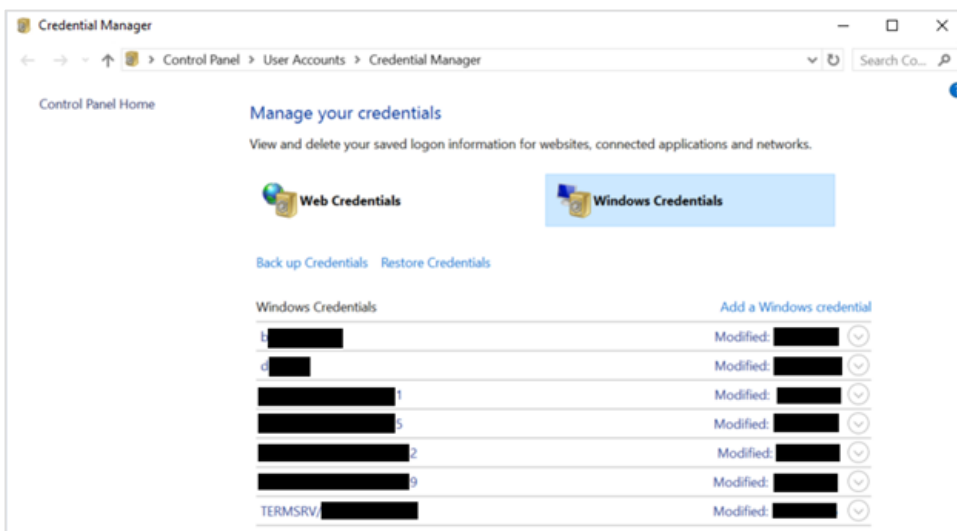 Credential Manager
Control Panel > User Accounts > Credential Manager
Search Co...
Control Panel Home
Manage your credentials
View and delete your saved logon information for websites, connected applications and networks.
Web Credentials
Windows Credentials
Back up Credentials Restore Credentials
Windows Credentials Add a Windows credential
b Modified:
d Modified:
1 Modified:
5 Modified:
2 Modified:
9 Modified:
TERMSRV/ Modified: